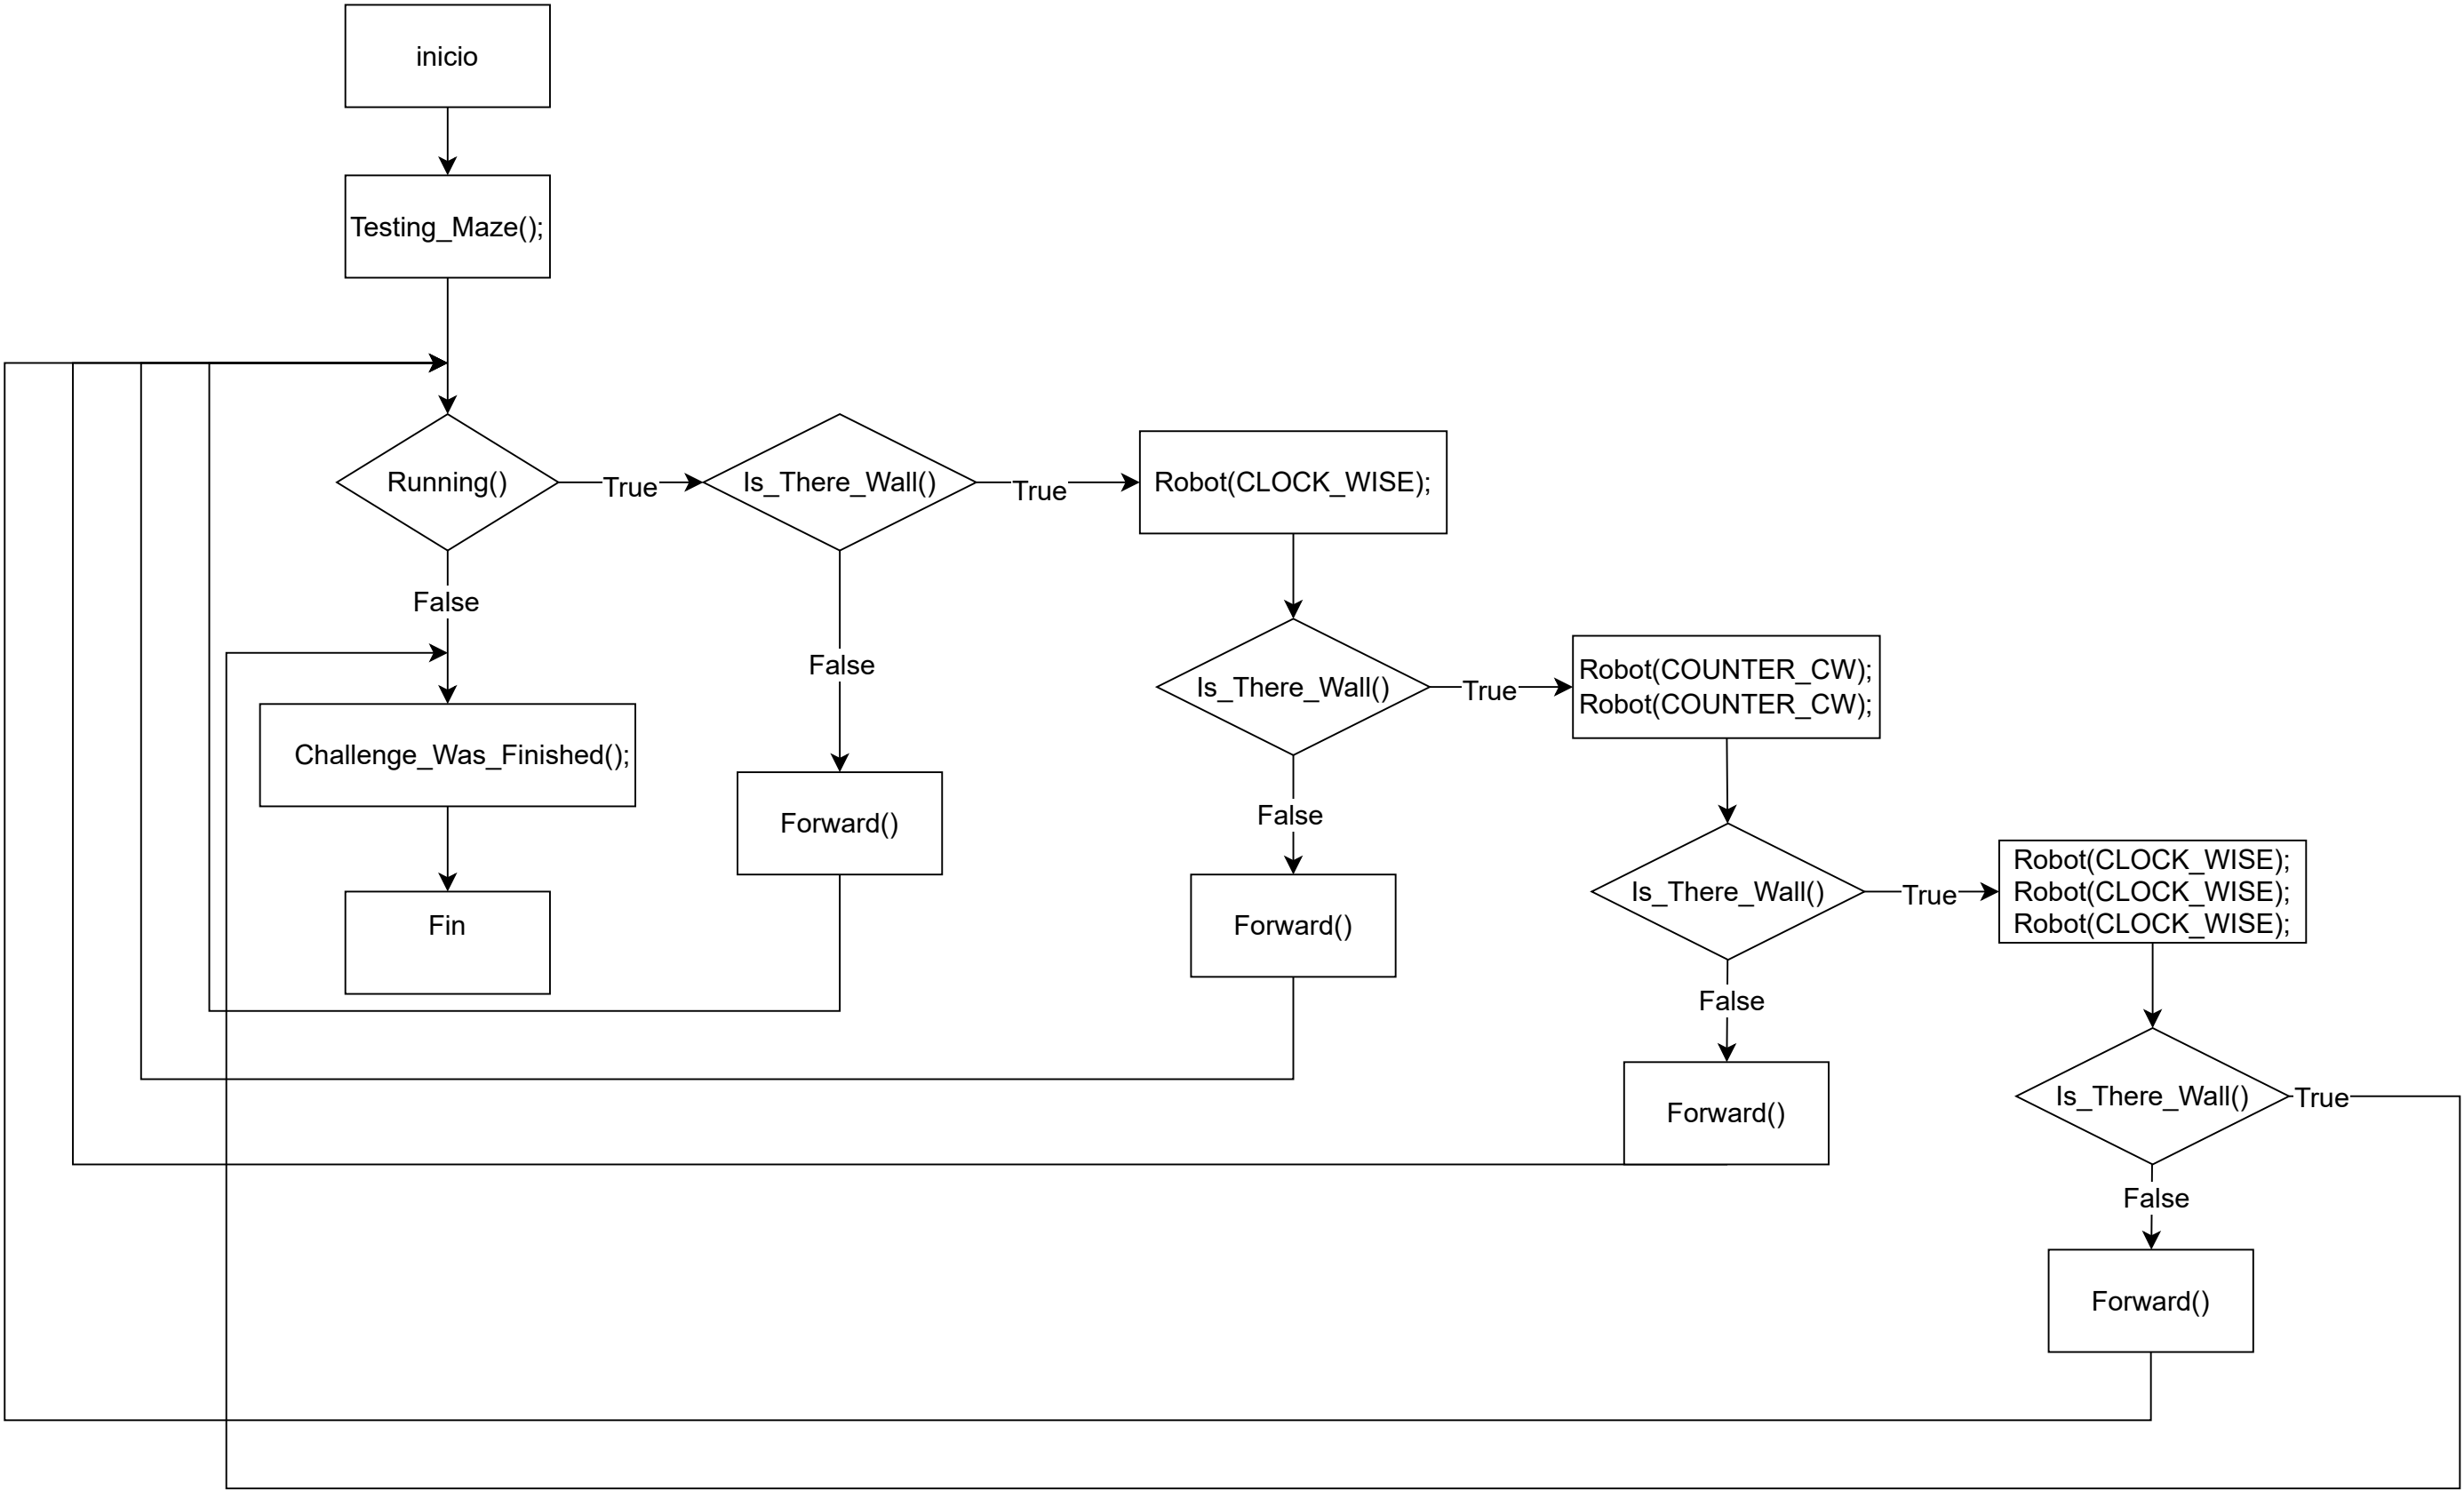 inicio
Testing_Maze();
Running()
True
Is_There_Wall()
True
Robot(CLOCK_WISE);
False
Challenge_Was_Finished();
Fin
False
Forward()
Is_There_Wall()
True
Robot(COUNTER_CW);
Robot(COUNTER_CW);
False
Forward()
Is_There_Wall()
True
Robot(CLOCK_WISE);
Robot(CLOCK_WISE);
Robot(CLOCK_WISE);
False
Forward()
Is_There_Wall()
True
False
Forward()